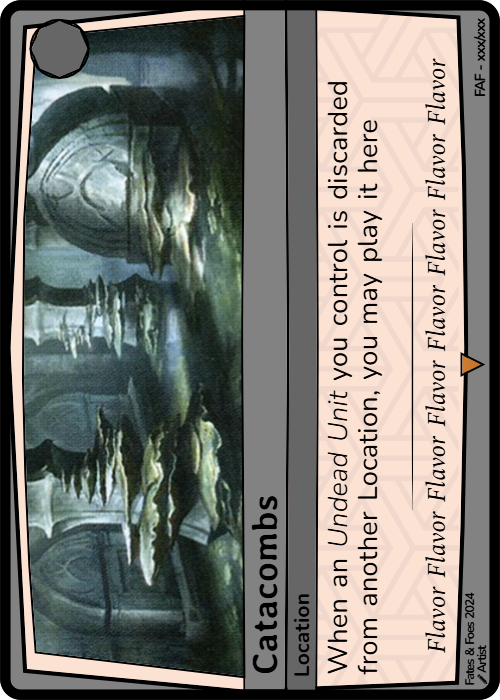 Catacombs
Location
When an Undead Unit you control is discarded
from another Location, you may play it here
Flavor Flavor Flavor Flavor Flavor Flavor Flavor Flavor
Fates & Foes 2024
Artist
FAF - xxx/xxx